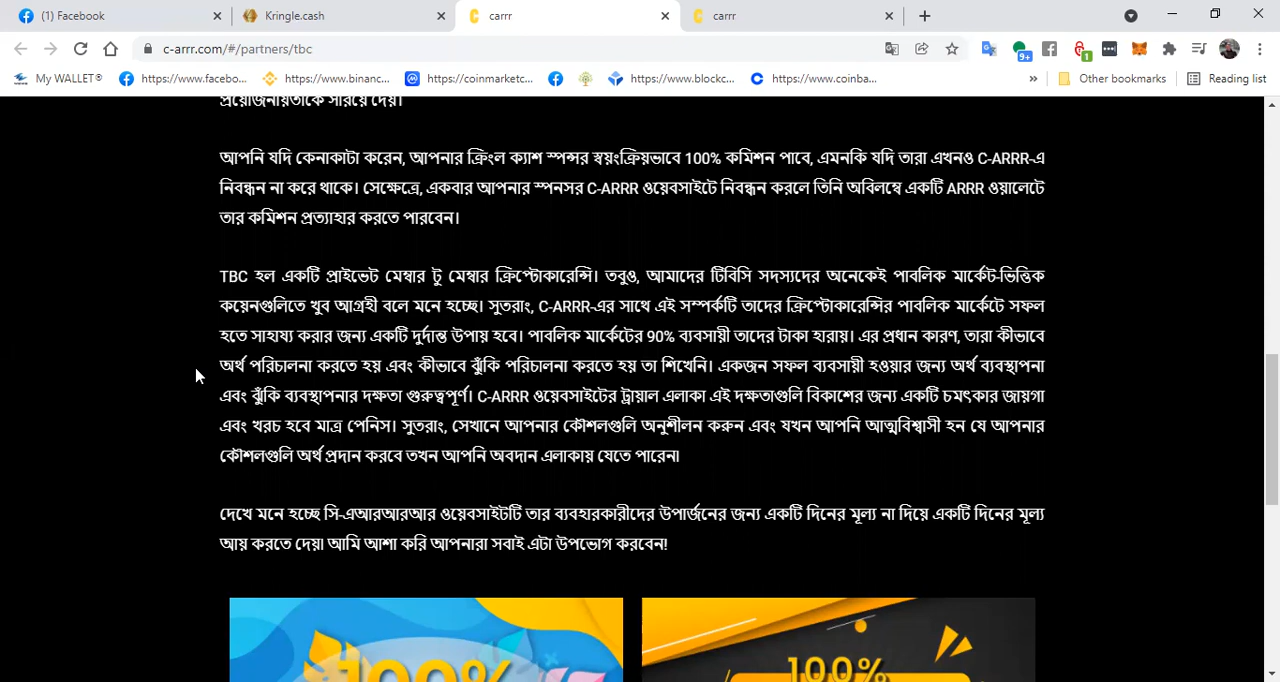 (1) Facebook
Kringle.cash
carrr
carrr
c-arrr.com/#/partners/tbc
9+
1
My WALLET®
https://www.facebo...
https://www.binanc...
https://coinmarketc...
https://www.blockc...
https://www.coinba...
»
Other bookmarks
Reading list
প্রয়োজনীয়তাকে সরিয়ে দেয়।
আপনি যদি কেনাকাটা করেন, আপনার ক্রিংল ক্যাশ স্পন্সর স্বয়ংক্রিয়ভাবে 100% কমিশন পাবে, এমনকি যদি তারা এখনও C-ARRR-এ
নিবন্ধন না করে থাকে। সেক্ষেত্রে, একবার আপনার স্পনসর C-ARRR ওয়েবসাইটে নিবন্ধন করলে তিনি অবিলম্বে একটি ARRR ওয়ালেটে
তার কমিশন প্রত্যাহার করতে পারবেন।
TBC হল একটি প্রাইভেট মেম্বার টু মেম্বার ক্রিপ্টোকারেন্সি। তবুও, আমাদের টিবিসি সদস্যদের অনেকেই পাবলিক মার্কেট-ভিত্তিক
কয়েনগুলিতে খুব আগ্রহী বলে মনে হচ্ছে। সুতরাং, C-ARRR-এর সাথে এই সম্পর্কটি তাদের ক্রিপ্টোকারেন্সির পাবলিক মার্কেটে সফল
হতে সাহায্য করার জন্য একটি দুর্দান্ত উপায় হবে। পাবলিক মার্কেটের 90% ব্যবসায়ী তাদের টাকা হারায়। এর প্রধান কারণ, তারা কীভাবে
অর্থ পরিচালনা করতে হয় এবং কীভাবে ঝুঁকি পরিচালনা করতে হয় তা শিখেনি। একজন সফল ব্যবসায়ী হওয়ার জন্য অর্থ ব্যবস্থাপনা
এবং ঝুঁকি ব্যবস্থাপনার দক্ষতা গুরুত্বপূর্ণ। C-ARRR ওয়েবসাইটের ট্রায়াল এলাকা এই দক্ষতাগুলি বিকাশের জন্য একটি চমৎকার জায়গা
এবং খরচ হবে মাত্র পেনিস। সুতরাং, সেখানে আপনার কৌশলগুলি অনুশীলন করুন এবং যখন আপনি আত্মবিশ্বাসী হন যে আপনার
কৌশলগুলি অর্থ প্রদান করবে তখন আপনি অবদান এলাকায় যেতে পারেন৷
দেখে মনে হচ্ছে সি-এআরআরআর ওয়েবসাইটটি তার ব্যবহারকারীদের উপার্জনের জন্য একটি দিনের মূল্য না দিয়ে একটি দিনের মূল্য
আয় করতে দেয়৷ আমি আশা করি আপনারা সবাই এটা উপভোগ করবেন!
100%
100%